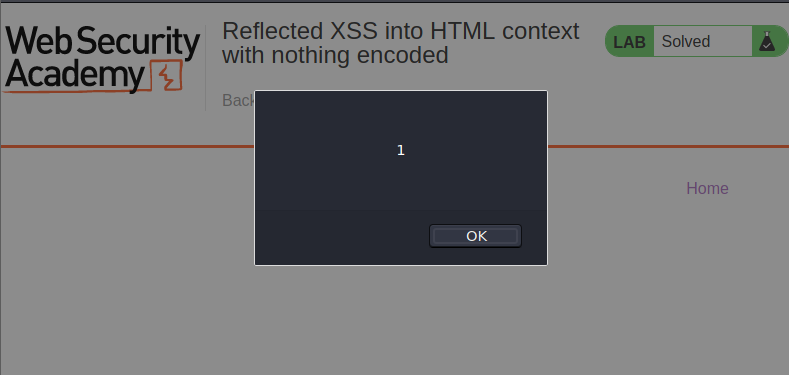 Web Security
Academy
Reflected XSS into HTML context
with nothing encoded
LAB Solved
Back
1
OK
Home